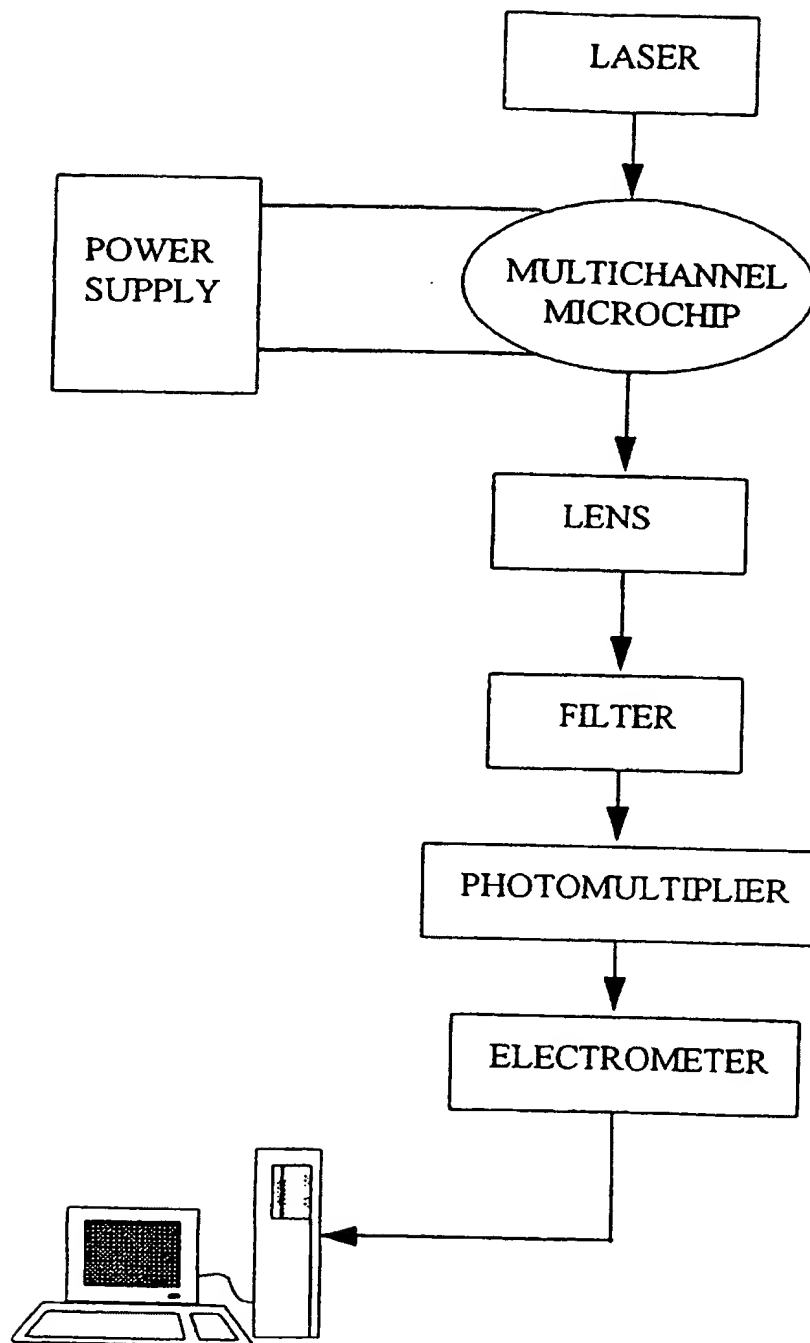 LASER
POWER
SUPPLY
MULTICHANNEL
MICROCHIP
LENS
FILTER
PHOTOMULTIPLIER
ELECTROMETER